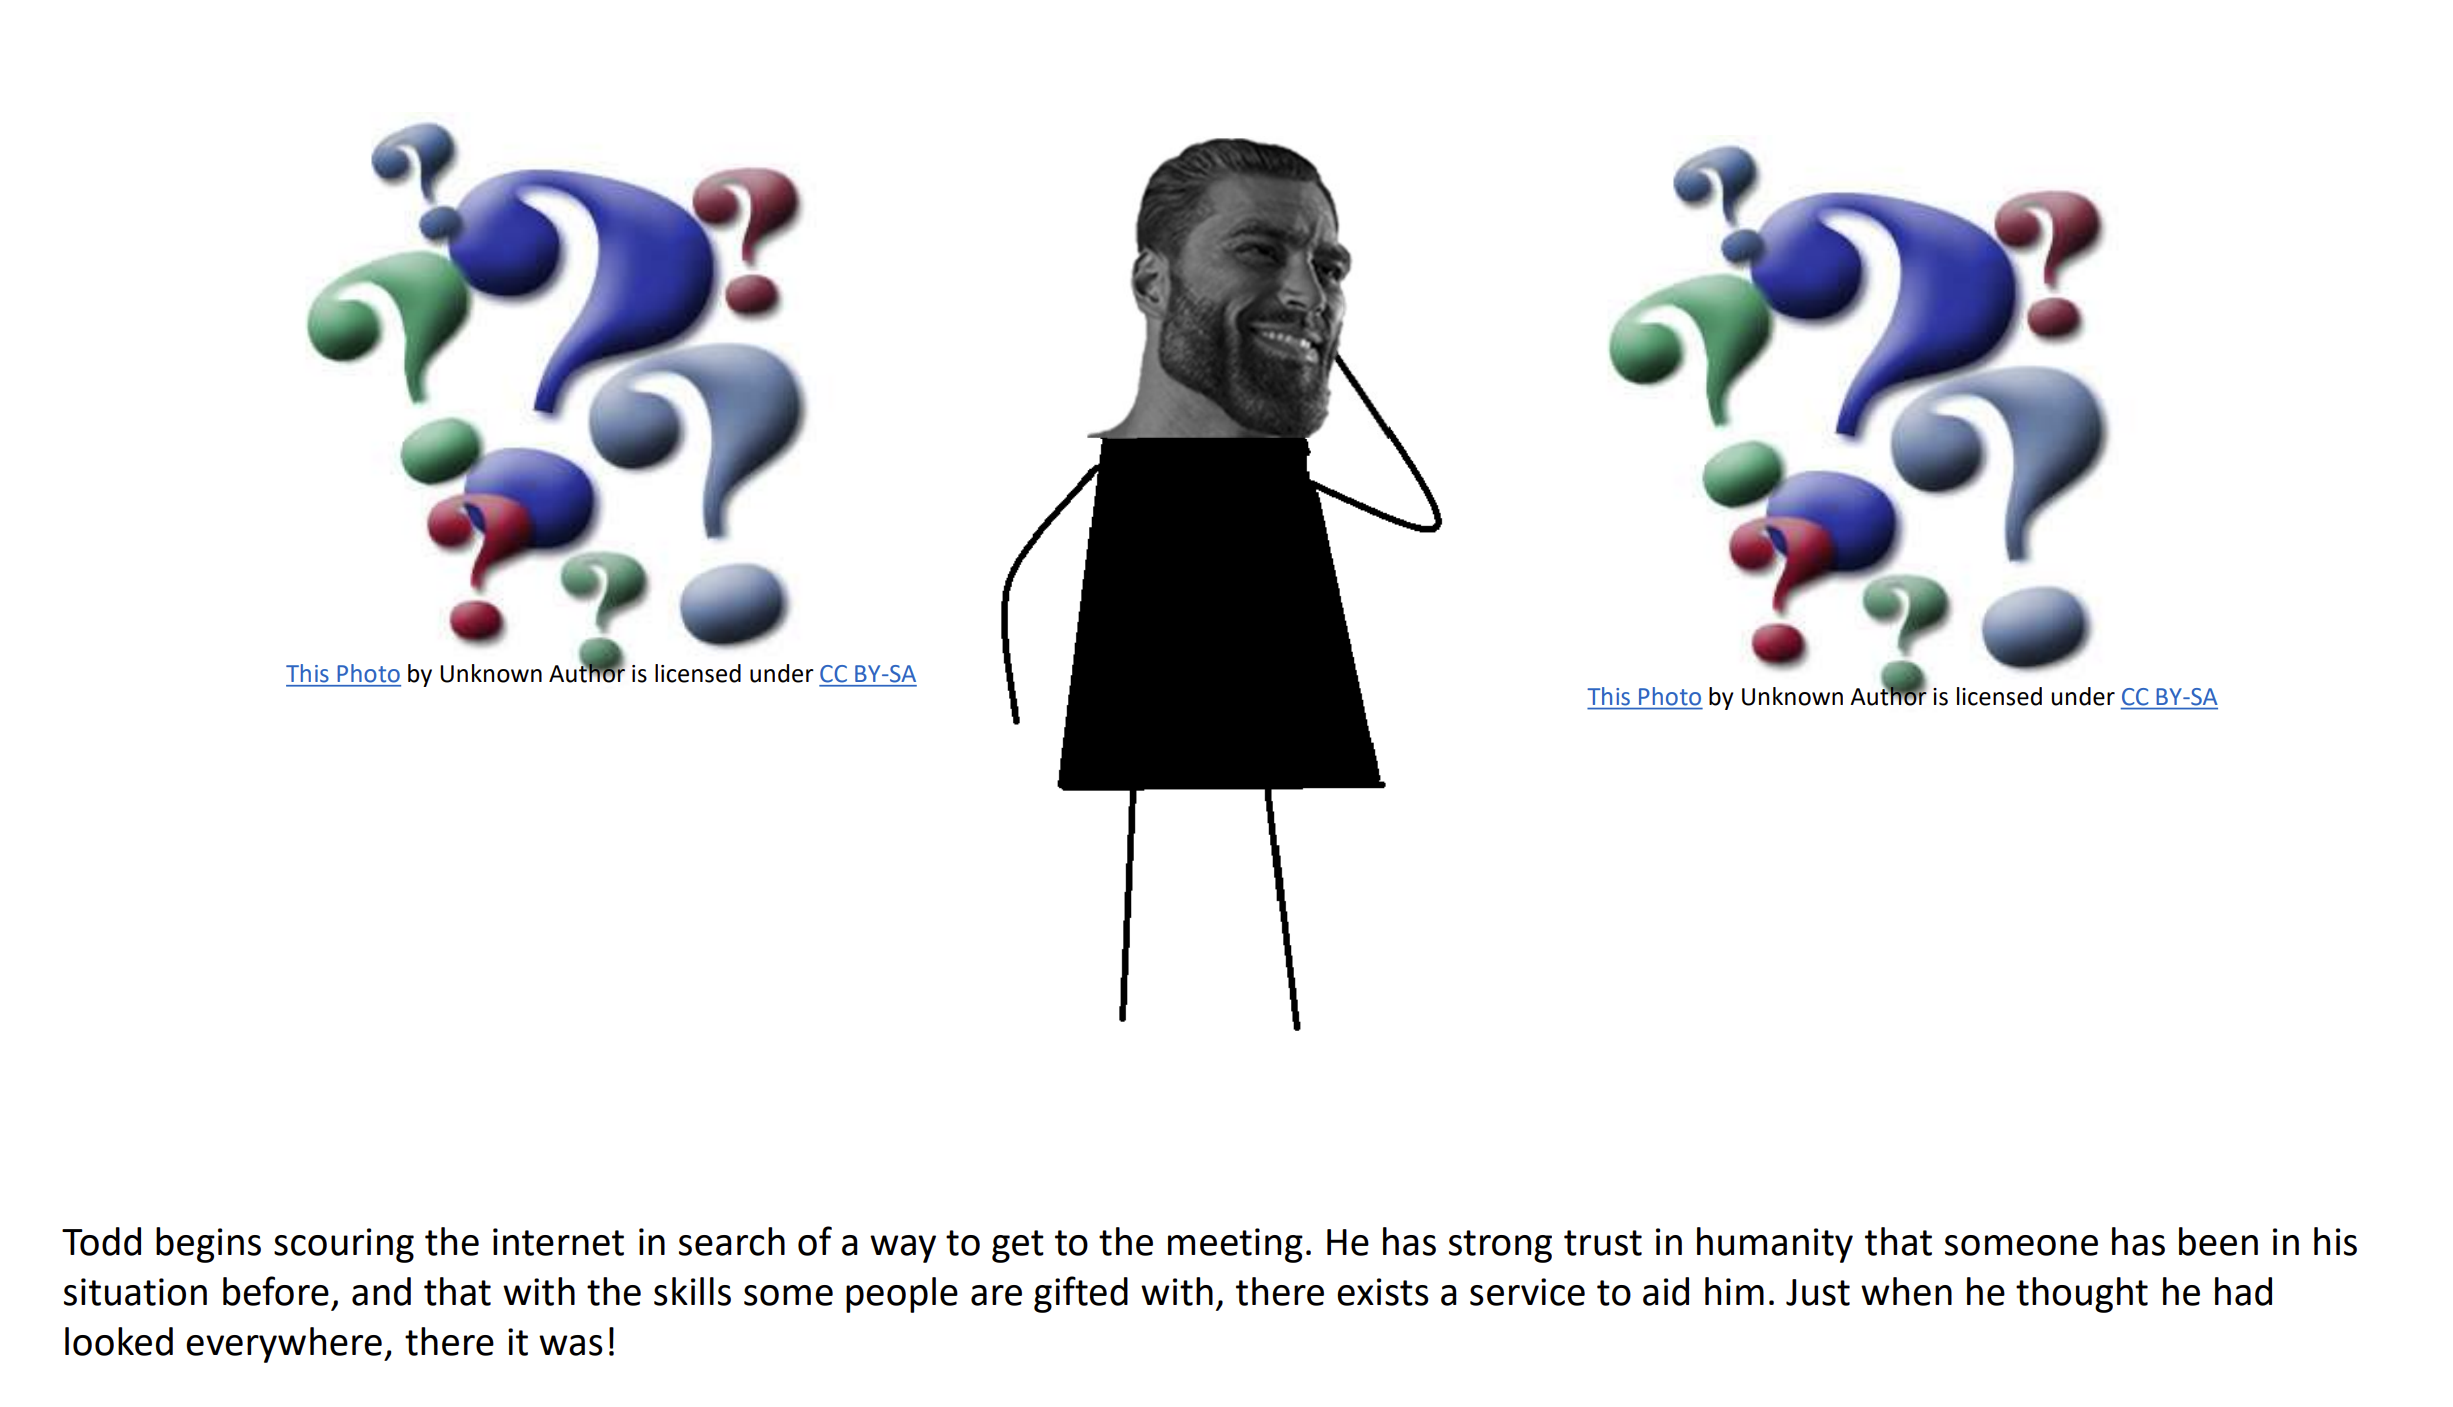 This Photo by Unknown Author is licensed under CC BY-SA
This Photo by Unknown Author is licensed under CC BY-SA
Todd begins scouring the internet in search of a way to get to the meeting. He has strong trust in humanity that someone has been in his
situation before, and that with the skills some people are gifted with, there exists a service to aid him. Just when he thought he had
looked everywhere, there it was!